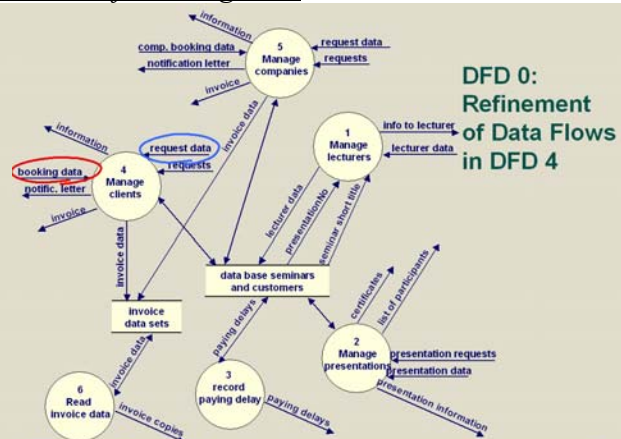 information
comp. booking data
notification letter
invoice
5
Manage
companies
request data
requests
DFD 0:
Refinement
of Data Flows
in DFD 4
invoice data
1
Manage
lecturers
info to lecturer
lecturer data
information
request data
booking data
requests
notific. letter
4
Manage
clients
invoice
invoice data
lecturer data
presentationNo
seminar short title
data base seminars
and customers
invoice
data sets
paying delays
certificates
list of participants
2
Manage
presentations
presentation requests
presentation data
presentation information
invoice data
6
Read
invoice data
invoice copies
3
record
paying delay
paying delays